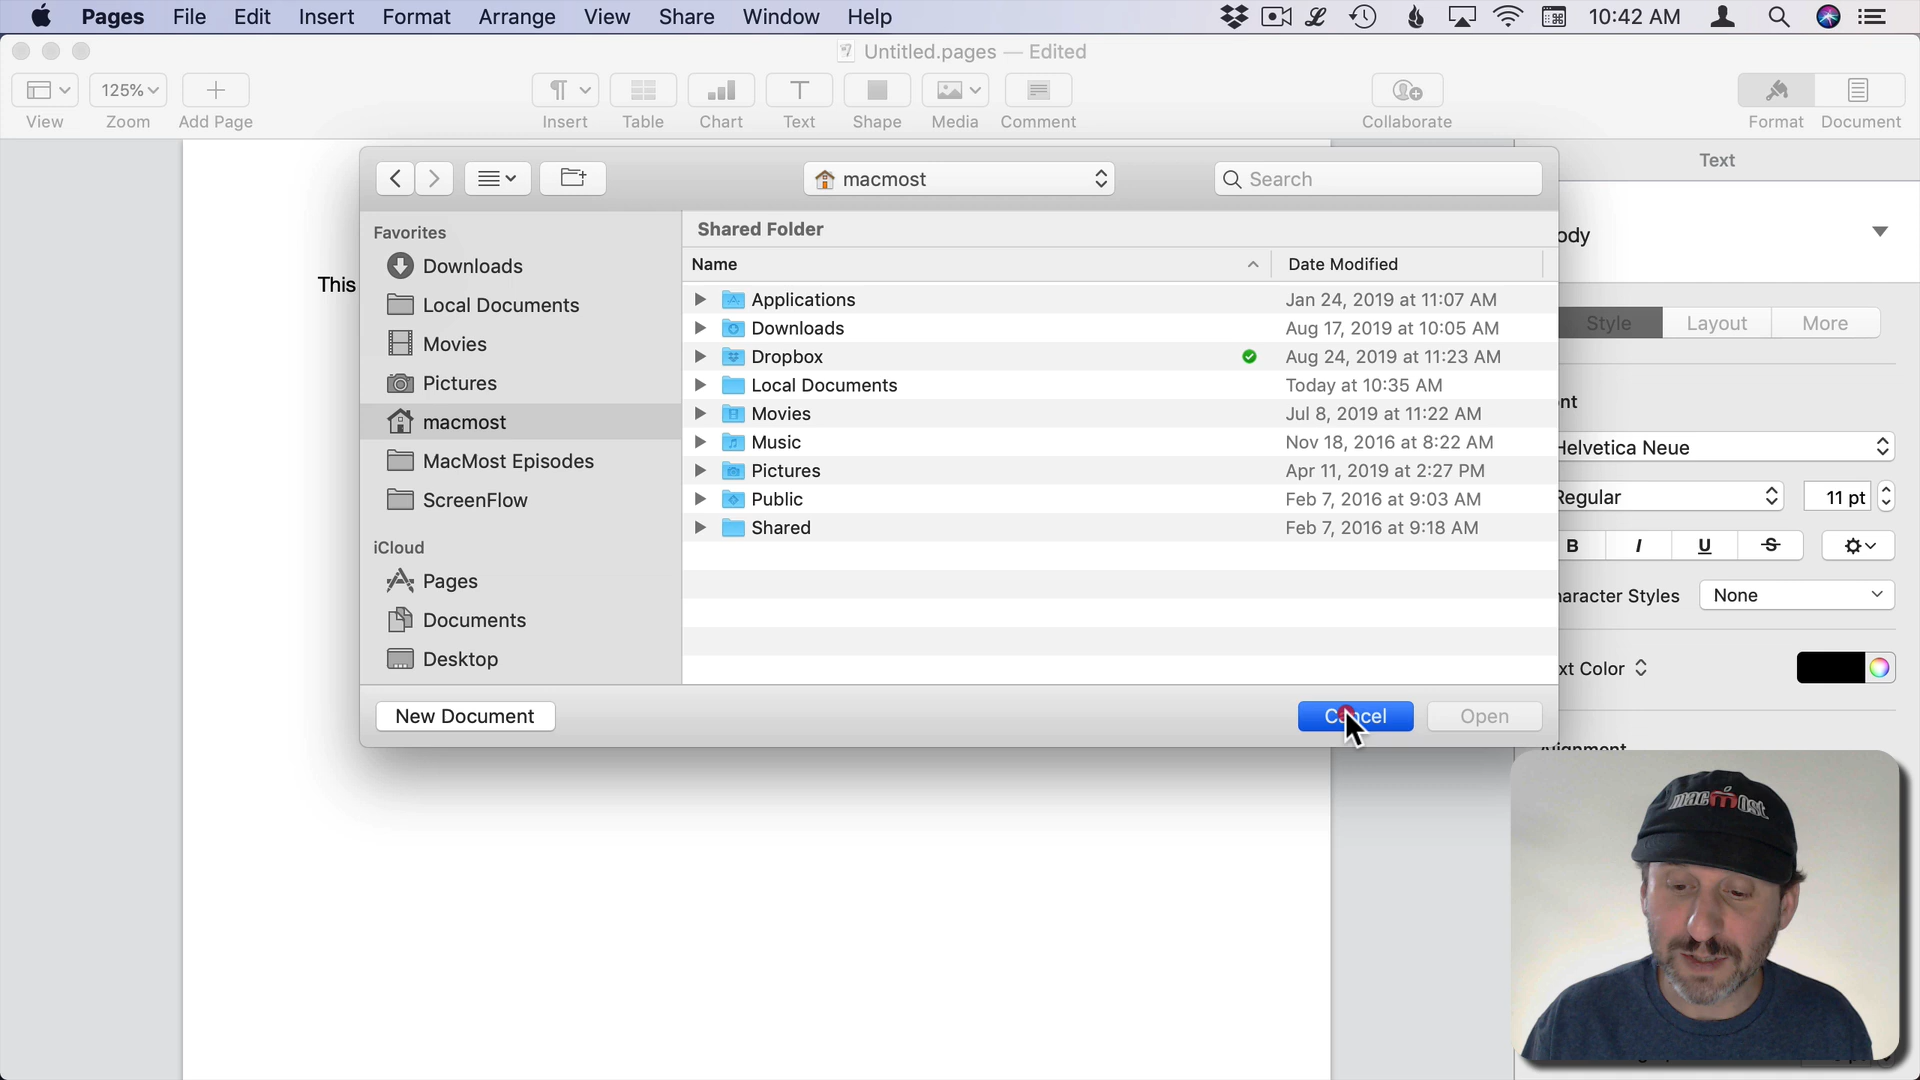 Pages File Edit Insert Format Arrange View Share Window Help 10:42 AM
Untitled.pages — Edited
125%
View Zoom Add Page Insert Table Chart Text Shape Media Comment Collaborate Format Document
Text
macmost
Search
Favorites
Downloads
Local Documents
Movies
Pictures
macmost
MacMost Episodes
ScreenFlow
iCloud
Pages
Documents
Desktop
Shared Folder
Name Date Modified
Applications Jan 24, 2019 at 11:07 AM
Downloads Aug 17, 2019 at 10:05 AM
Dropbox Aug 24, 2019 at 11:23 AM
Local Documents Today at 10:35 AM
Movies Jul 8, 2019 at 11:22 AM
Music Nov 18, 2016 at 8:22 AM
Pictures Apr 11, 2019 at 2:27 PM
Public Feb 7, 2016 at 9:03 AM
Shared Feb 7, 2016 at 9:18 AM
New Document Cancel Open
This
ody
Style Layout More
nt
Helvetica Neue
Regular 11 pt
B I U S
haracter Styles None
xt Color
Alignment
macmost